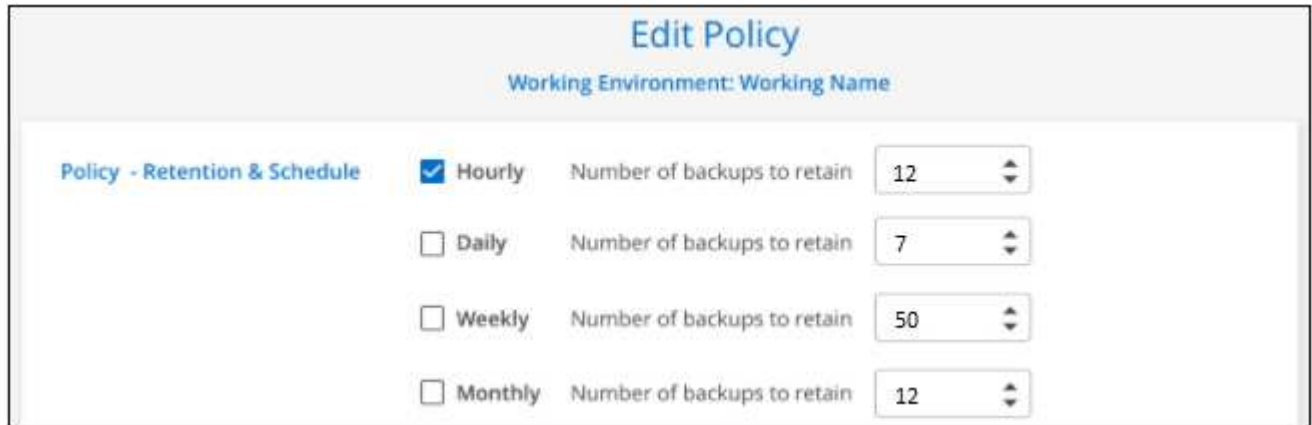 Edit Policy
Working Environment: Working Name
Policy - Retention & Schedule Hourly Number of backups to retain 12
Daily Number of backups to retain 7
Weekly Number of backups to retain 50
Monthly Number of backups to retain 12